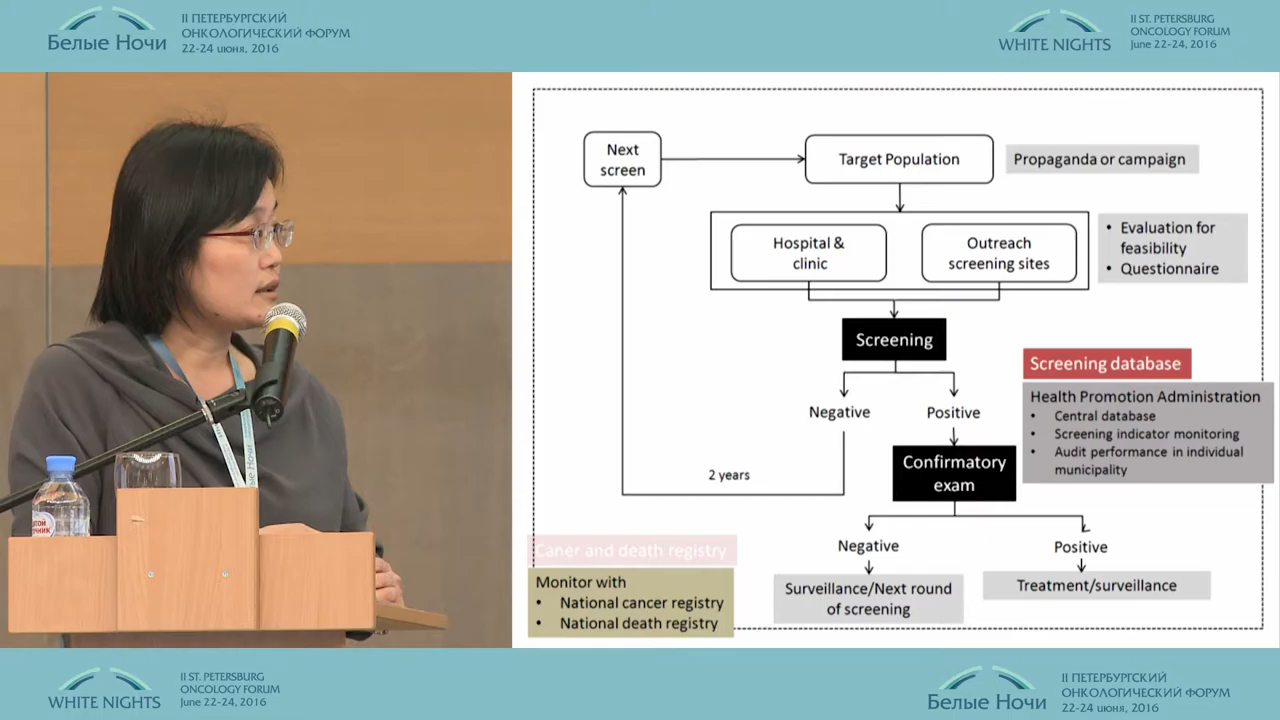 Белые Ночи
II ПЕТЕРБУРГСКИЙ
ОНКОЛОГИЧЕСКИЙ ФОРУМ
22-24 июня, 2016
WHITE NIGHTS
II ST. PETERSBURG
ONCOLOGY FORUM
June 22-24, 2016
Next
screen
Target Population
Propaganda or campaign
Hospital &
clinic
Outreach
screening sites
• Evaluation for
feasibility
• Questionnaire
Screening
Screening database
Health Promotion Administration
• Central database
• Screening indicator monitoring
• Audit performance in individual
municipality
Negative
Positive
Confirmatory
exam
2 years
Negative
Positive
Surveillance/Next round
of screening
Treatment/surveillance
Caner and death registry
Monitor with
• National cancer registry
• National death registry
WHITE NIGHTS
II ST. PETERSBURG
ONCOLOGY FORUM
June 22-24, 2016
Белые Ночи
II ПЕТЕРБУРГСКИЙ
ОНКОЛОГИЧЕСКИЙ ФОРУМ
22-24 июня, 2016